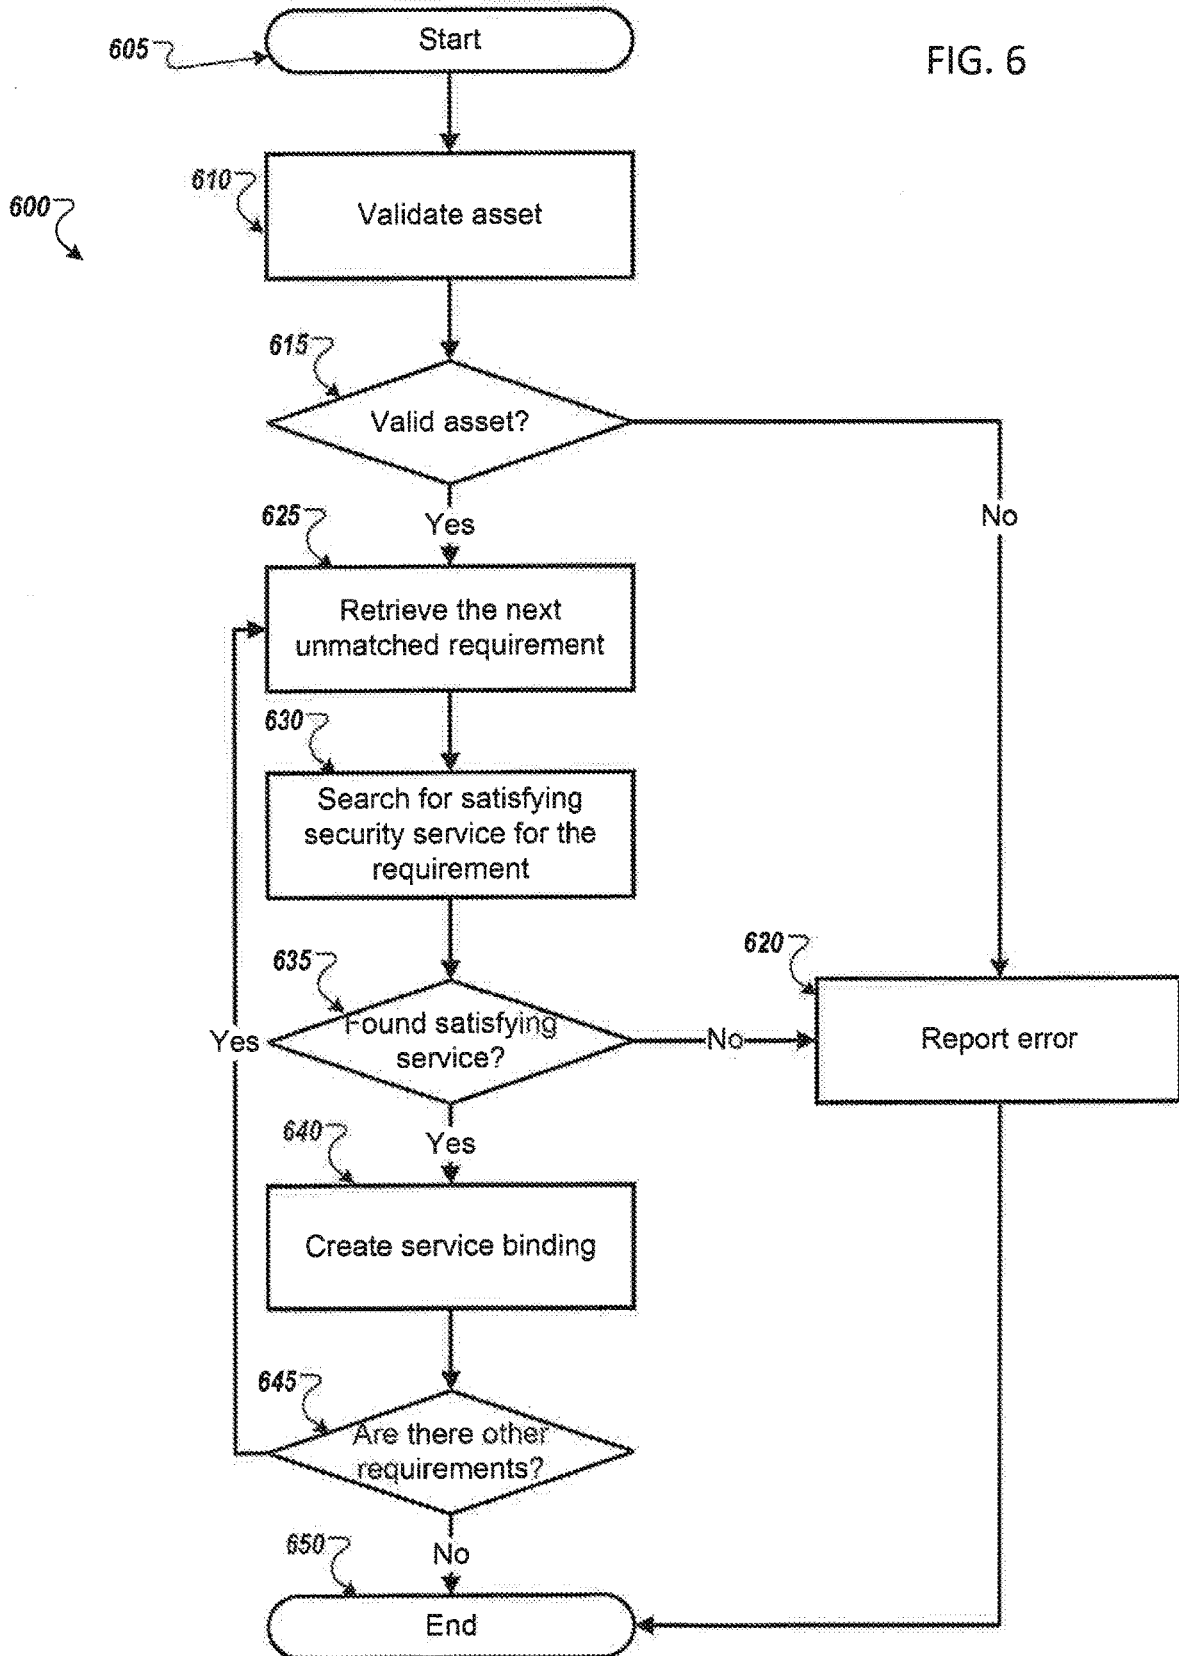 FIG. 6
605
Start
600
610
Validate asset
615
Valid asset?
No
Yes
625
Retrieve the next
unmatched requirement
630
Search for satisfying
security service for the
requirement
635
Found satisfying
service?
No
620
Report error
Yes
Yes
640
Create service binding
645
Are there other
requirements?
No
650
End